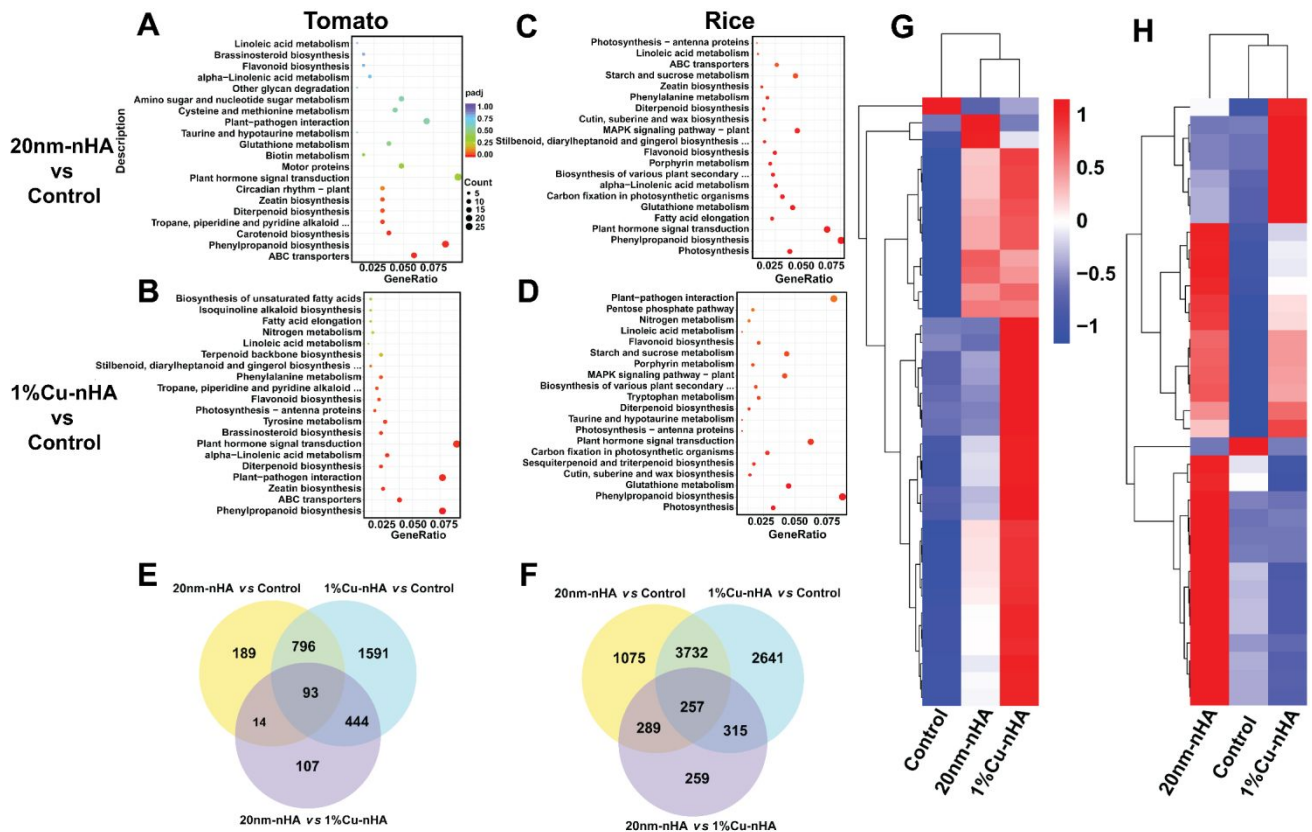 A
Tomato
C
Rice
G
H
20nm-nHA
vs
Control
Description
Linoleic acid metabolism
Brassinosteroid biosynthesis
Flavonoid biosynthesis
alpha-Linolenic acid metabolism
Other glycan degradation
Amino sugar and nucleotide sugar metabolism
Cysteine and methionine metabolism
Plant-pathogen interaction
Taurine and hypotaurine metabolism
Glutathione metabolism
Biotin metabolism
Motor proteins
Plant hormone signal transduction
Circadian rhythm − plant
Zeatin biosynthesis
Diterpenoid biosynthesis
Tropane, piperidine and pyridine alkaloid ...
Carotenoid biosynthesis
Phenylpropanoid biosynthesis
ABC transporters
0.025 0.050 0.075
GeneRatio
padj
1.00
0.75
0.50
0.25
0.00
Count
5
10
15
20
25
Photosynthesis − antenna proteins
Linoleic acid metabolism
ABC transporters
Starch and sucrose metabolism
Zeatin biosynthesis
Phenylalanine metabolism
Diterpenoid biosynthesis
Cutin, suberine and wax biosynthesis
MAPK signaling pathway − plant
Stilbenoid, diarylheptanoid and gingerol biosynthesis ...
Flavonoid biosynthesis
Porphyrin metabolism
Biosynthesis of various plant secondary ...
alpha−Linolenic acid metabolism
Carbon fixation in photosynthetic organisms
Glutathione metabolism
Fatty acid elongation
Plant hormone signal transduction
Phenylpropanoid biosynthesis
Photosynthesis
0.025 0.050 0.075
GeneRatio
1%Cu-nHA
vs
Control
B
Biosynthesis of unsaturated fatty acids
Isoquinoline alkaloid biosynthesis
Fatty acid elongation
Nitrogen metabolism
Linoleic acid metabolism
Terpenoid backbone biosynthesis
Stilbenoid, diarylheptanoid and gingerol biosynthesis ...
Phenylalanine metabolism
Tropane, piperidine and pyridine alkaloid ...
Flavonoid biosynthesis
Photosynthesis − antenna proteins
Tyrosine metabolism
Brassinosteroid biosynthesis
Plant hormone signal transduction
alpha−Linolenic acid metabolism
Diterpenoid biosynthesis
Plant-pathogen interaction
Zeatin biosynthesis
ABC transporters
Phenylpropanoid biosynthesis
0.025 0.050 0.075
GeneRatio
D
Plant-pathogen interaction
Pentose phosphate pathway
Nitrogen metabolism
Linoleic acid metabolism
Flavonoid biosynthesis
Starch and sucrose metabolism
Porphyrin metabolism
MAPK signaling pathway − plant
Biosynthesis of various plant secondary ...
Tryptophan metabolism
Diterpenoid biosynthesis
Taurine and hypotaurine metabolism
Photosynthesis − antenna proteins
Plant hormone signal transduction
Carbon fixation in photosynthetic organisms
Sesquiterpenoid and triterpenoid biosynthesis
Cutin, suberine and wax biosynthesis
Glutathione metabolism
Phenylpropanoid biosynthesis
Photosynthesis
0.025 0.050 0.075
GeneRatio
E
20nm-nHA vs Control
1%Cu-nHA vs Control
189
796
1591
93
14
444
107
20nm-nHA vs 1%Cu-nHA
F
20nm-nHA vs Control
1%Cu-nHA vs Control
1075
3732
2641
257
289
315
259
20nm-nHA vs 1%Cu-nHA
1
0.5
0
−0.5
−1
Control
20nm-nHA
1%Cu-nHA
20nm-nHA
Control
1%Cu-nHA